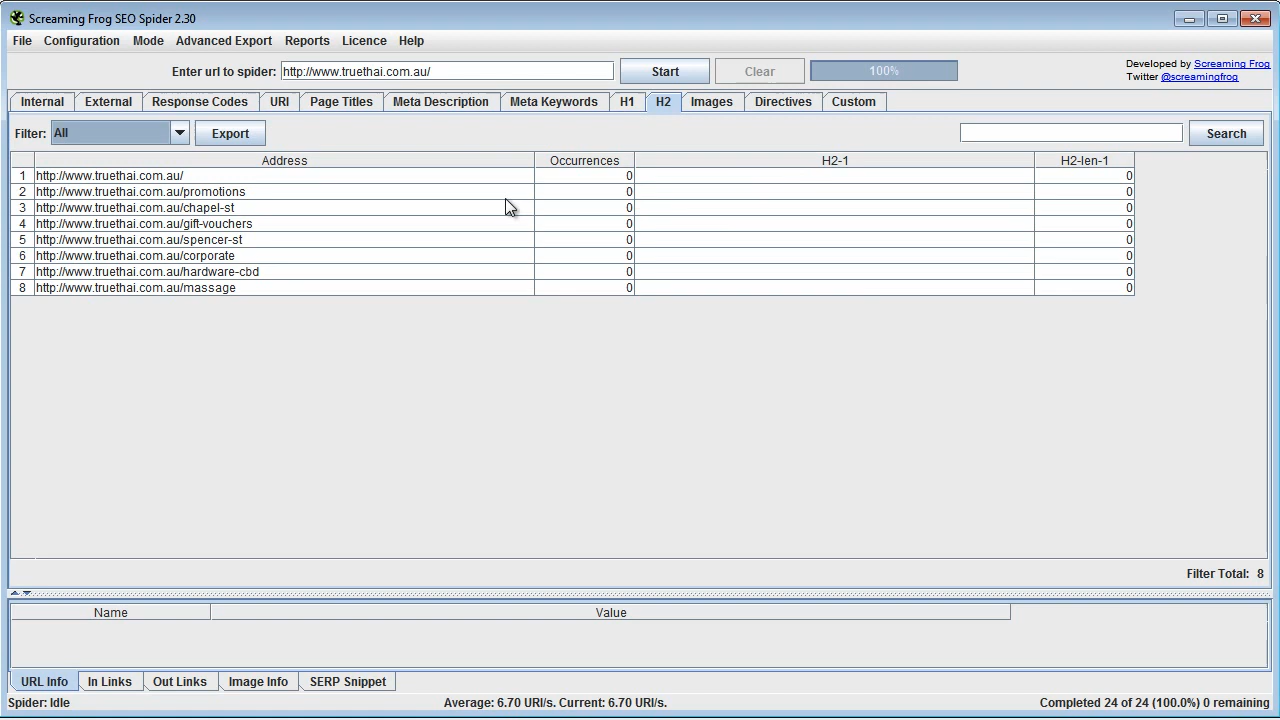 Screaming Frog SEO Spider 2.30
File Configuration Mode Advanced Export Reports Licence Help
Enter url to spider: http://www.truethai.com.au/ Start Clear 100%
Developed by Screaming Frog
Twitter @screamingfrog
Internal External Response Codes URI Page Titles Meta Description Meta Keywords H1 H2 Images Directives Custom
Filter: All Export Search
Address Occurrences H2-1 H2-len-1
1 http://www.truethai.com.au/ 0 0
2 http://www.truethai.com.au/promotions 0 0
3 http://www.truethai.com.au/chapel-st 0 0
4 http://www.truethai.com.au/gift-vouchers 0 0
5 http://www.truethai.com.au/spencer-st 0 0
6 http://www.truethai.com.au/corporate 0 0
7 http://www.truethai.com.au/hardware-cbd 0 0
8 http://www.truethai.com.au/massage 0 0
Filter Total: 8
Name Value
URL Info In Links Out Links Image Info SERP Snippet
Spider: Idle Average: 6.70 URI/s. Current: 6.70 URI/s. Completed 24 of 24 (100.0%) 0 remaining